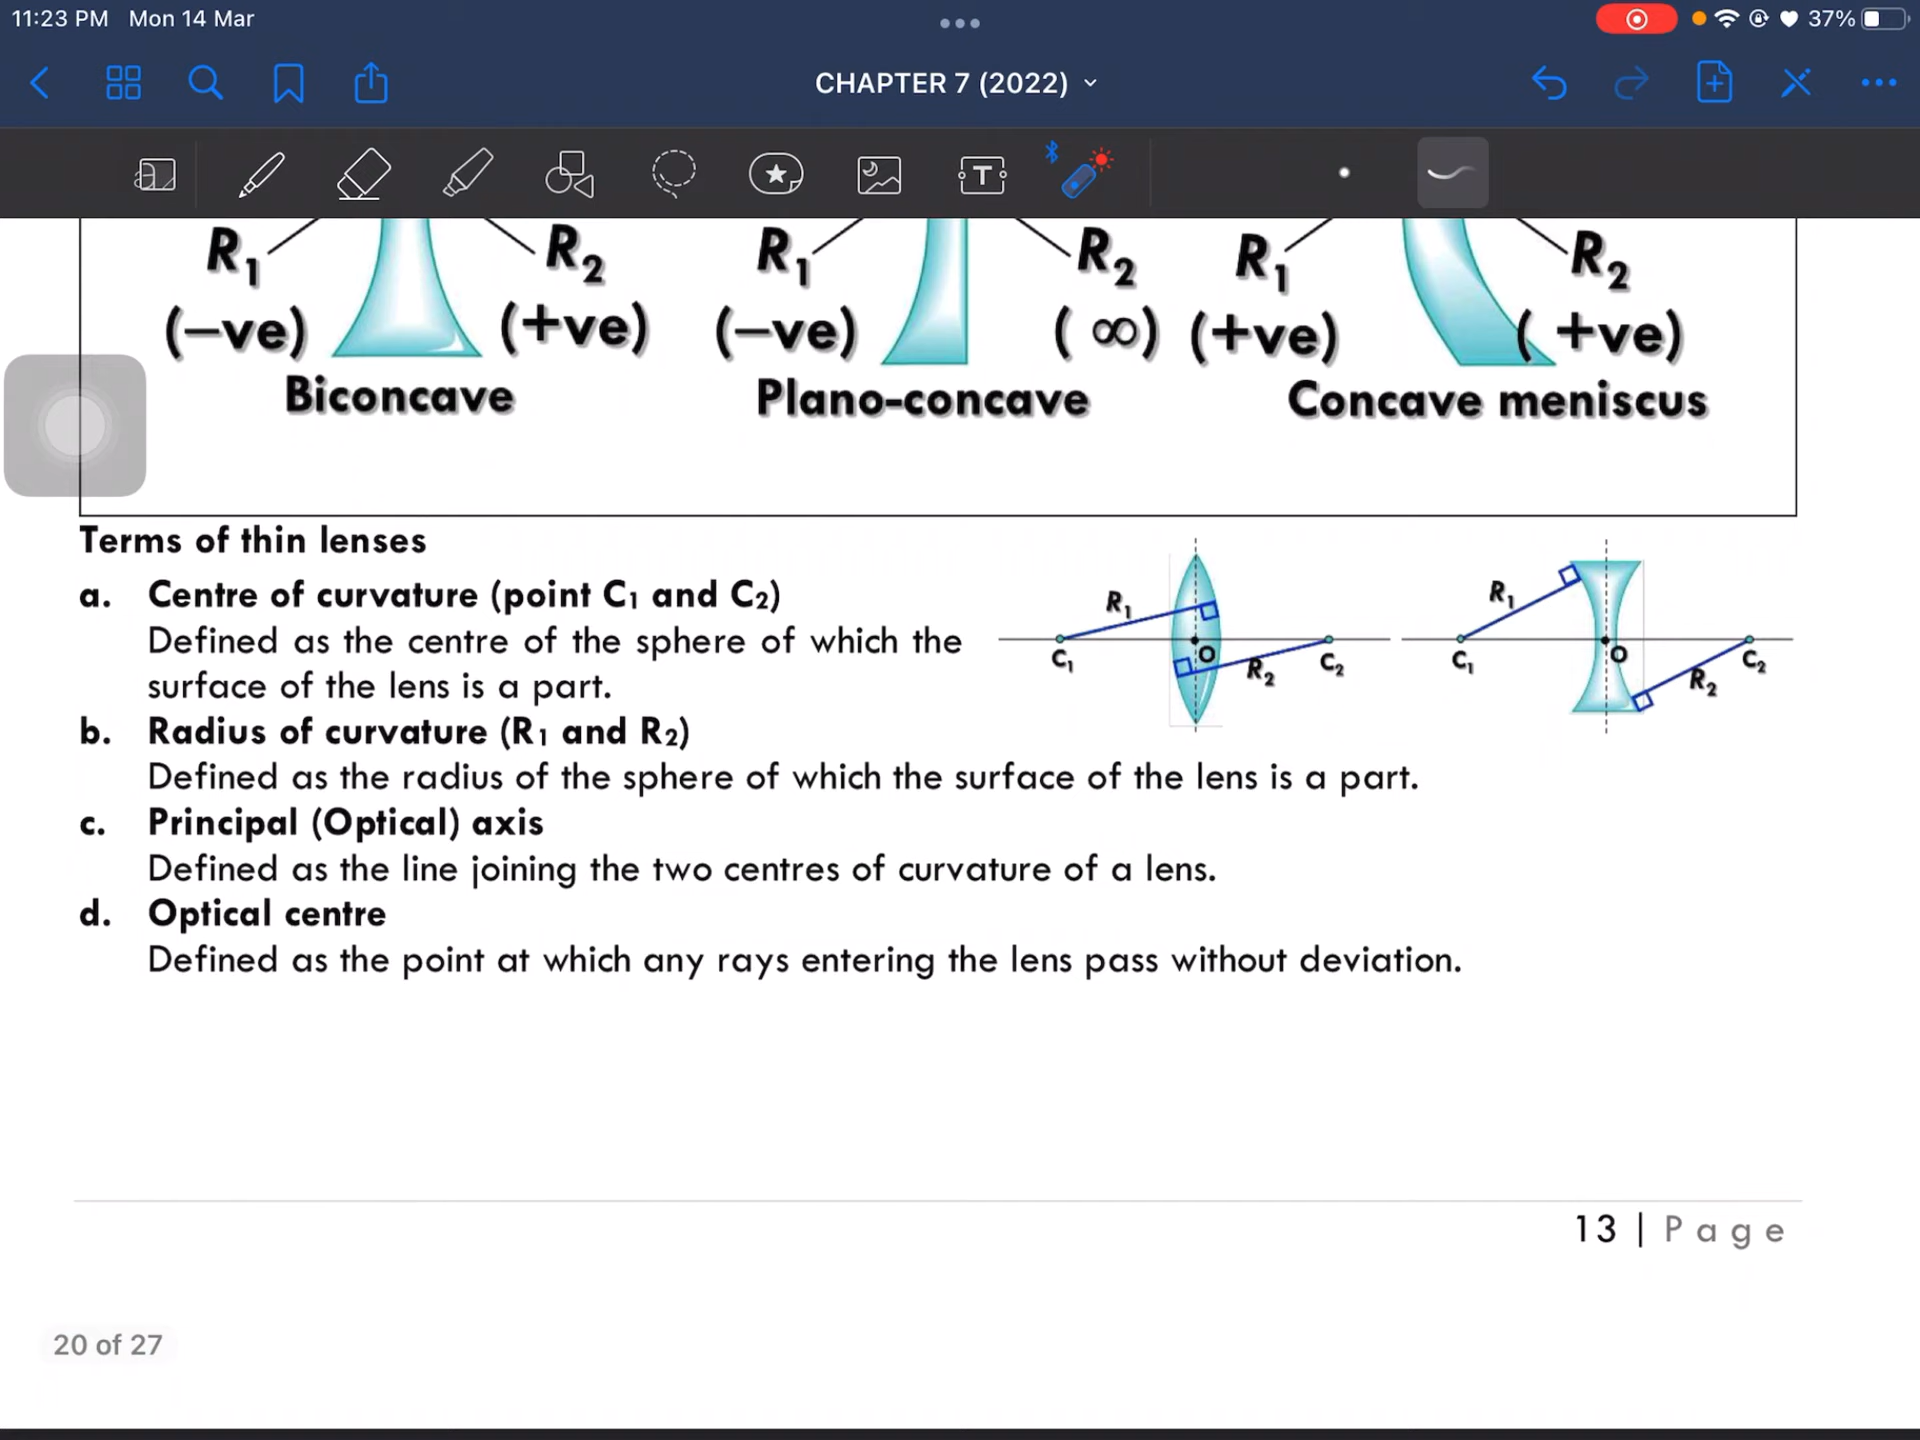 11:23 PM Mon 14 Mar
37%
CHAPTER 7 (2022)
R1 R2 R1 R2 R1 R2
(–ve) (+ve) (–ve) ( ∞) (+ve) ( +ve)
Biconcave Plano-concave Concave meniscus
Terms of thin lenses
a. Centre of curvature (point C1 and C2)
Defined as the centre of the sphere of which the
surface of the lens is a part.
R1 C1 O R2 C2
R1 C1 O R2 C2
b. Radius of curvature (R1 and R2)
Defined as the radius of the sphere of which the surface of the lens is a part.
c. Principal (Optical) axis
Defined as the line joining the two centres of curvature of a lens.
d. Optical centre
Defined as the point at which any rays entering the lens pass without deviation.
13 | Page
20 of 27